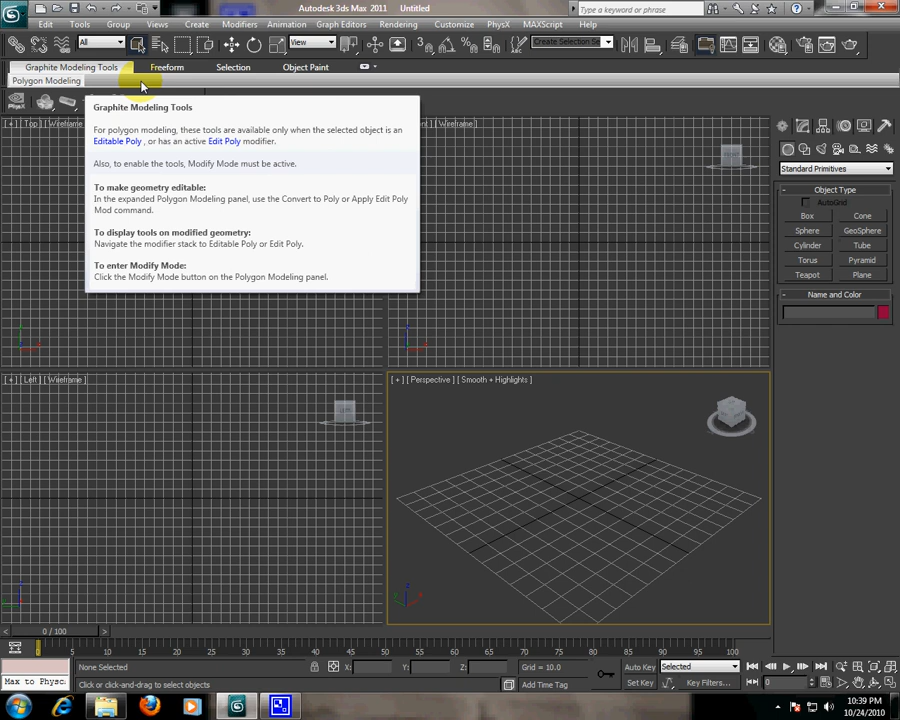 Autodesk 3ds Max 2011 Untitled
Type a keyword or phrase
Edit Tools Group Views Create Modifiers Animation Graph Editors Rendering Customize PhysX MAXScript Help
All View Create Selection Se
Graphite Modeling Tools Freeform Selection Object Paint
Polygon Modeling
Graphite Modeling Tools
For polygon modeling, these tools are available only when the selected object is an
Editable Poly , or has an active Edit Poly modifier.
Also, to enable the tools, Modify Mode must be active.
To make geometry editable:
In the expanded Polygon Modeling panel, use the Convert to Poly or Apply Edit Poly
Mod command.
To display tools on modified geometry:
Navigate the modifier stack to Editable Poly or Edit Poly.
To enter Modify Mode:
Click the Modify Mode button on the Polygon Modeling panel.
[ + ] [ Top ] [ Wireframe
[ Wireframe ]
Standard Primitives
- Object Type
AutoGrid
Box Cone
Sphere GeoSphere
Cylinder Tube
Torus Pyramid
Teapot Plane
- Name and Color
[ + ] [ Left ] [ Wireframe ]
[ + ] [ Perspective ] [ Smooth + Highlights ]
< 0 / 100 >
0 5 10 15 20 25 30 35 40 45 50 55 60 65 70 75 80 85 90 95 100
None Selected X: Y: Z: Grid = 10.0 Auto Key Selected
Max to Physc: Click or click-and-drag to select objects Add Time Tag Set Key Key Filters... 0
10:39 PM
10/24/2010